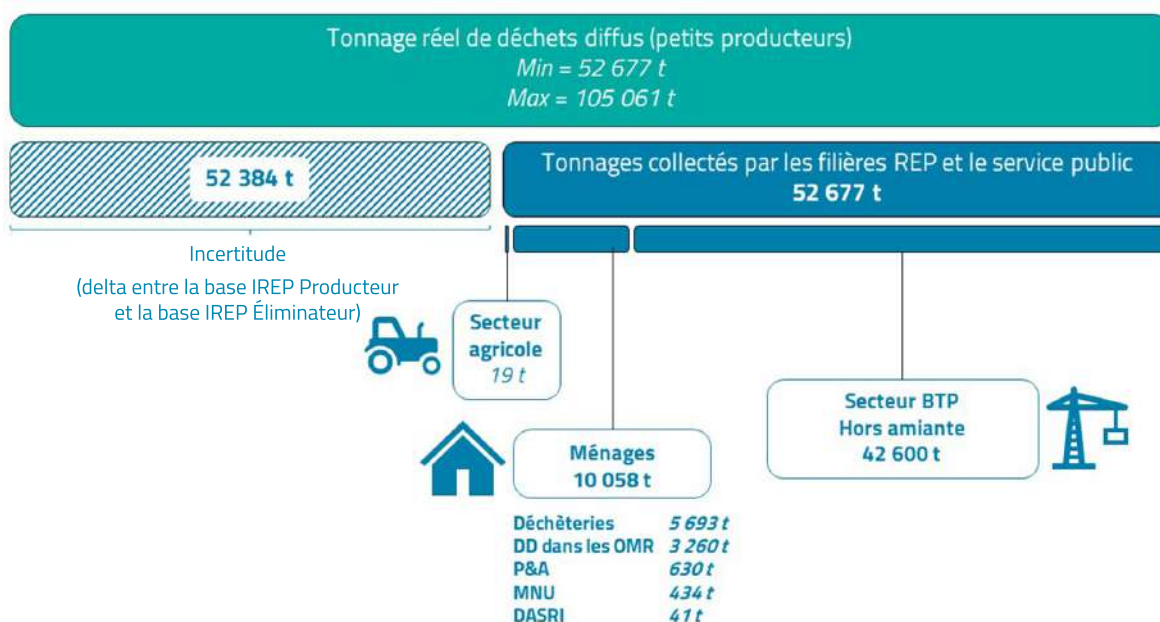 Tonnage réel de déchets diffus (petits producteurs)
Min = 52 677 t
Max = 105 061 t
52 384 t
Tonnages collectés par les filières REP et le service public
52 677 t
Incertitude
(delta entre la base IREP Producteur
et la base IREP Éliminateur)
Secteur
agricole
19 t
Ménages
10 058 t
Secteur BTP
Hors amiante
42 600 t
Déchèteries 5 693 t
DD dans les OMR 3 260 t
P&A 630 t
MNU 434 t
DASRI 41 t